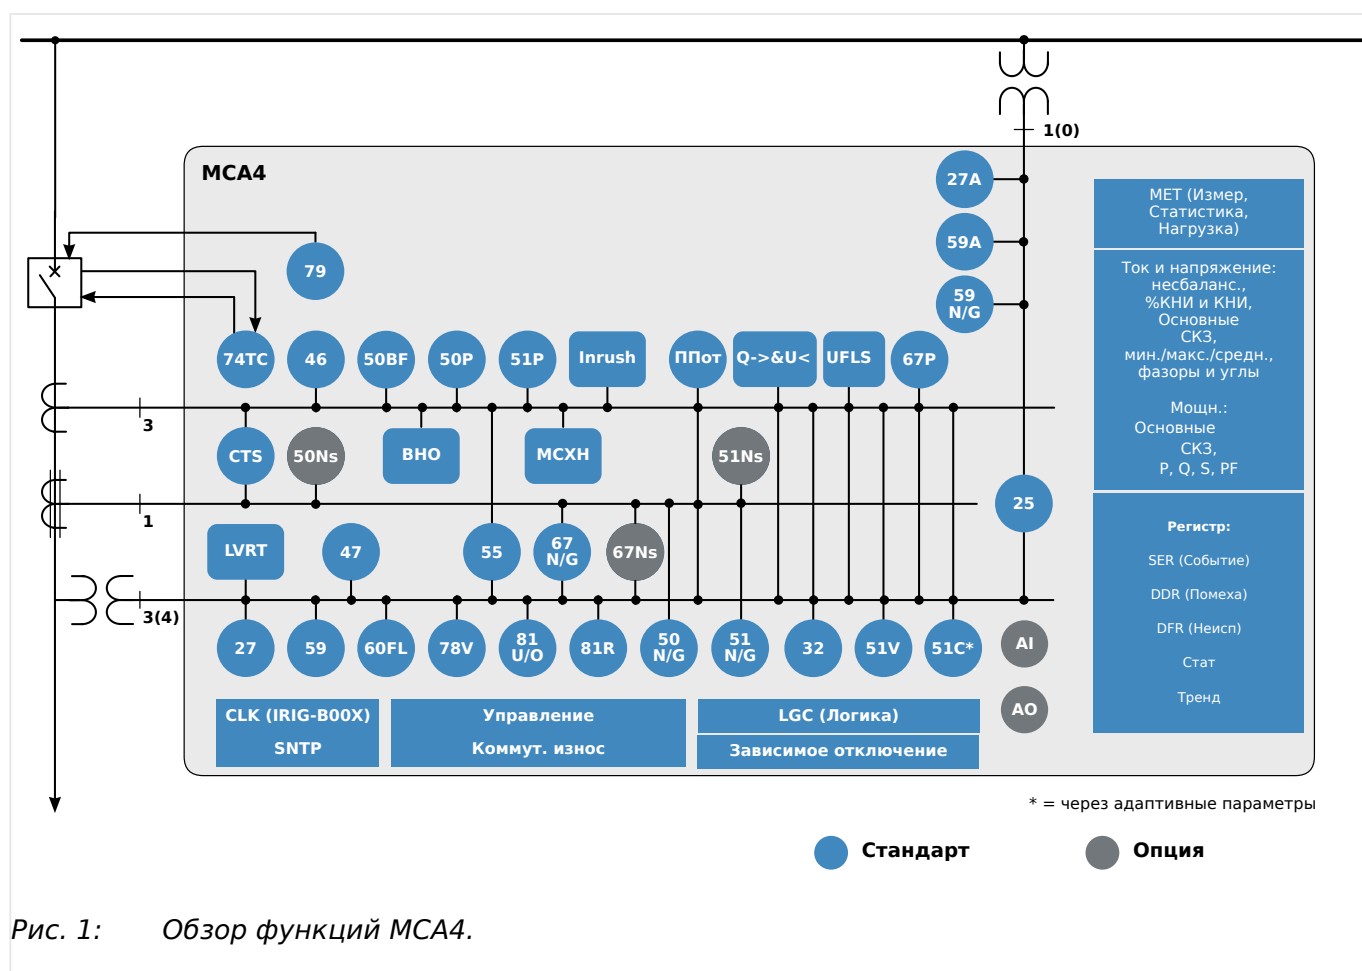 1(0)
MCA4
27A
59A
59
N/G
79
74TC
46
50BF
50P
51P
Inrush
ППот
Q->&U<
UFLS
67P
3
CTS
50Ns
ВНО
МСХН
51Ns
1
25
LVRT
47
55
67
N/G
67Ns
3(4)
27
59
60FL
78V
81
U/O
81R
50
N/G
51
N/G
32
51V
51C*
AI
AO
CLK (IRIG-B00X)
SNTP
Управление
Коммут. износ
LGC (Логика)
Зависимое отключение
МЕТ (Измер,
Статистика,
Нагрузка)
Ток и напряжение:
несбаланс.,
%КНИ и КНИ,
Основные
СКЗ,
мин./макс./средн.,
фазоры и углы
Мощн.:
Основные
СКЗ,
P, Q, S, PF
Регистр:
SER (Событие)
DDR (Помеха)
DFR (Неисп)
Стат
Тренд
* = через адаптивные параметры
Стандарт
Опция
Рис. 1: Обзор функций MCA4.